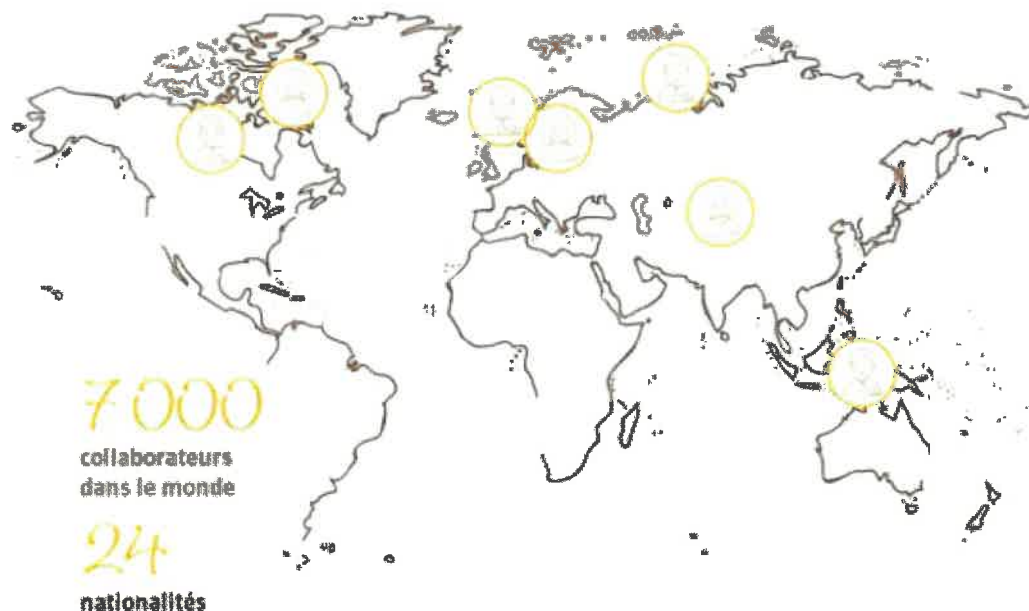 7 000
collaborateurs
dans le monde
24
nationalités